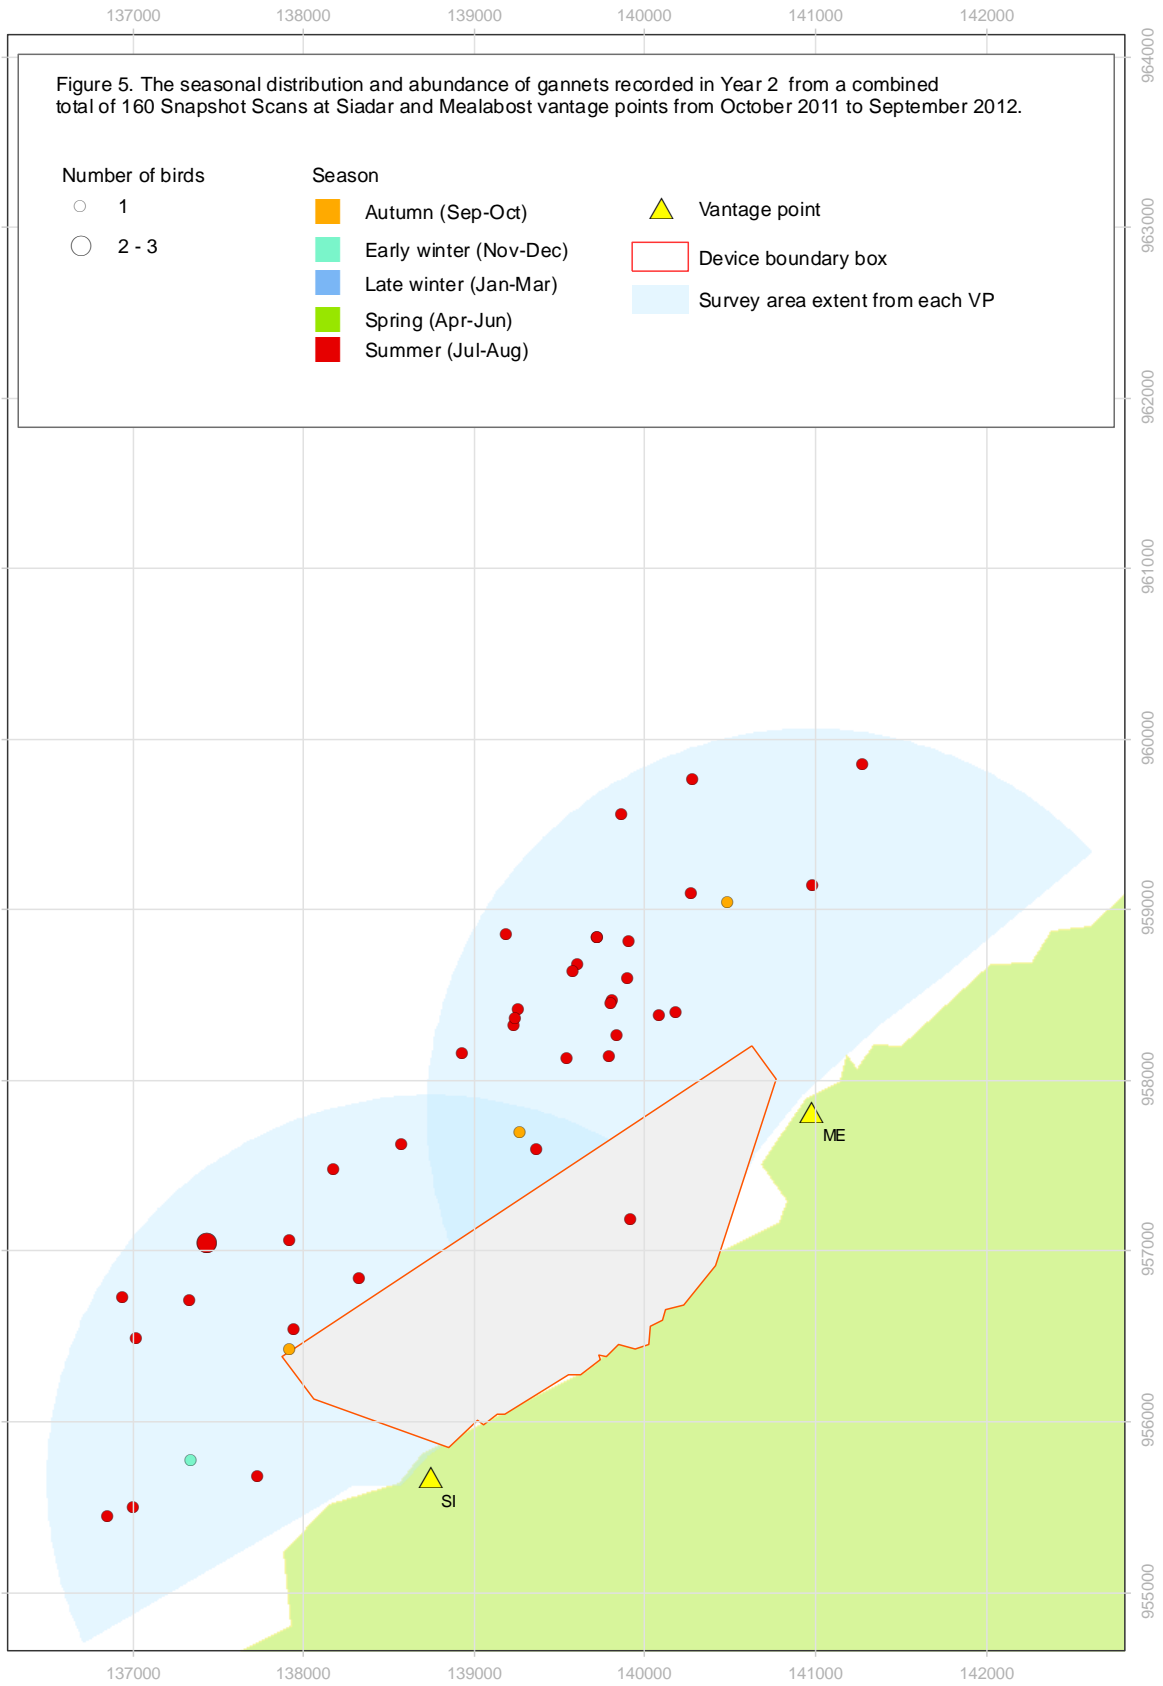 137000 138000 139000 140000 141000 142000
Figure 5. The seasonal distribution and abundance of gannets recorded in Year 2 from a combined
total of 160 Snapshot Scans at Siadar and Mealabost vantage points from October 2011 to September 2012.
Number of birds
1
2 - 3
Season
Autumn (Sep-Oct)
Early winter (Nov-Dec)
Late winter (Jan-Mar)
Spring (Apr-Jun)
Summer (Jul-Aug)
Vantage point
Device boundary box
Survey area extent from each VP
964000
963000
962000
961000
960000
959000
958000
957000
956000
955000
ME
SI
137000 138000 139000 140000 141000 142000